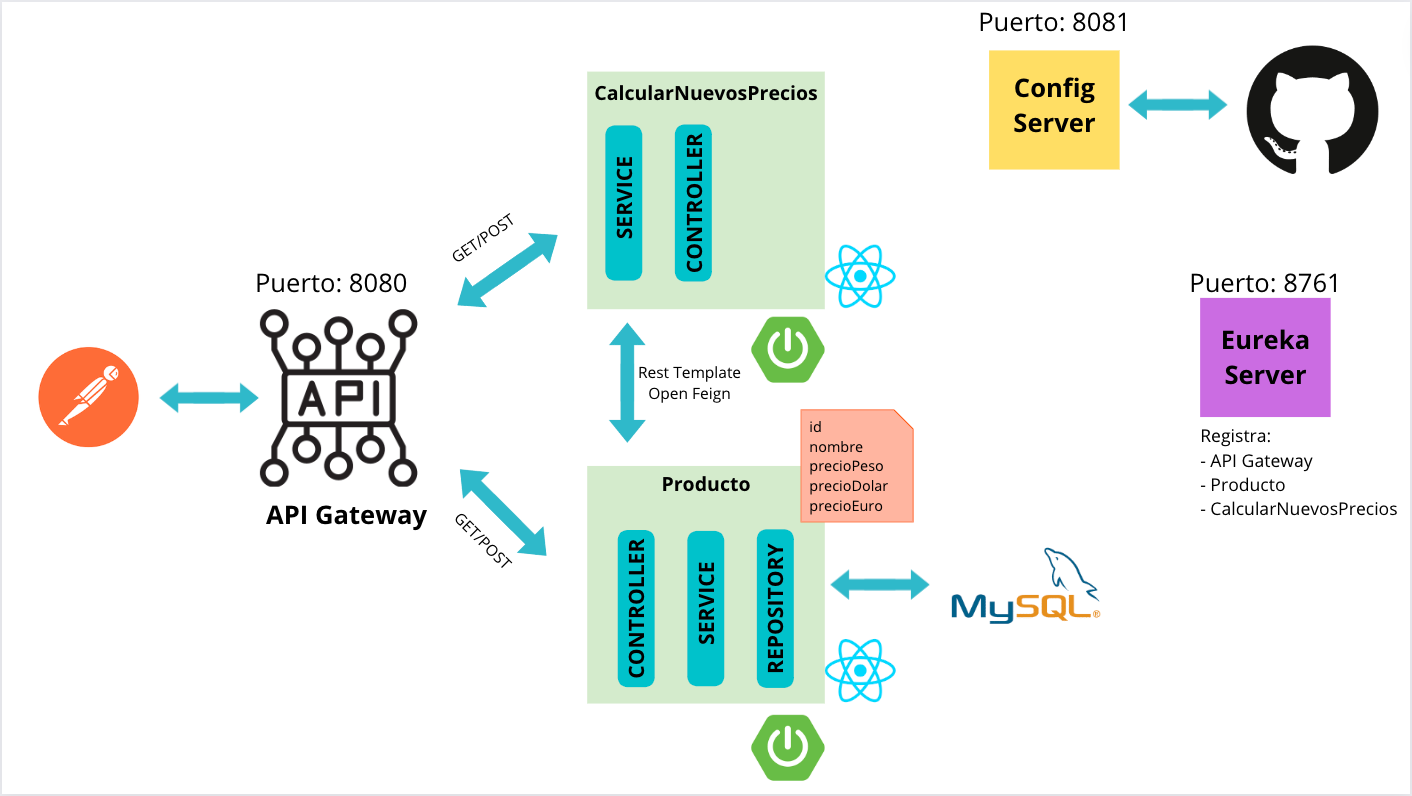 Puerto: 8081
Config
Server
CalcularNuevosPrecios
SERVICE
CONTROLLER
GET/POST
Puerto: 8080
API
API Gateway
GET/POST
Rest Template
Open Feign
Puerto: 8761
Eureka
Server
Registra:
- API Gateway
- Producto
- CalcularNuevosPrecios
id
nombre
precioPeso
precioDolar
precioEuro
Producto
CONTROLLER
SERVICE
REPOSITORY
MySQL®